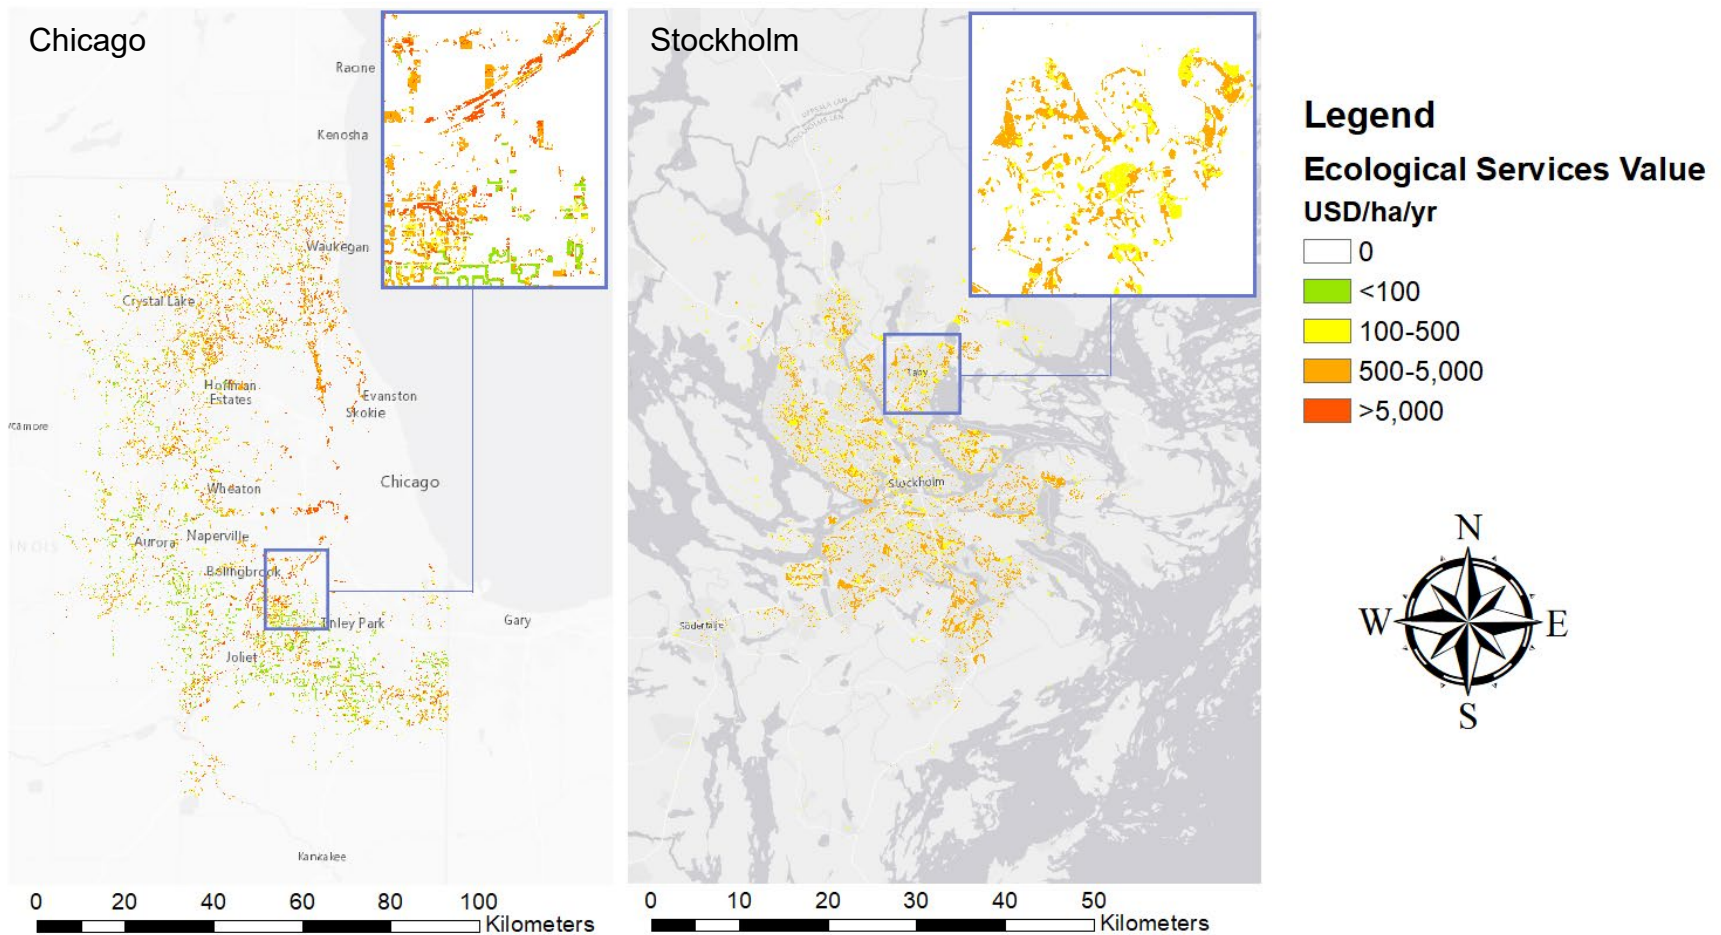 Chicago
Racine
Kenosha
Waukegan
Crystal Lake
Hoffman
Estates
Evanston
Skokie
Wheaton
Chicago
Aurora
Naperville
Bolingbrook
Gary
Joliet
Kankakee
0 20 40 60 80 100
Kilometers
Stockholm
Stockholm
Södertälje
0 10 20 30 40 50
Kilometers
Legend
Ecological Services Value
USD/ha/yr
0
<100
100-500
500-5,000
>5,000
N
W E
S